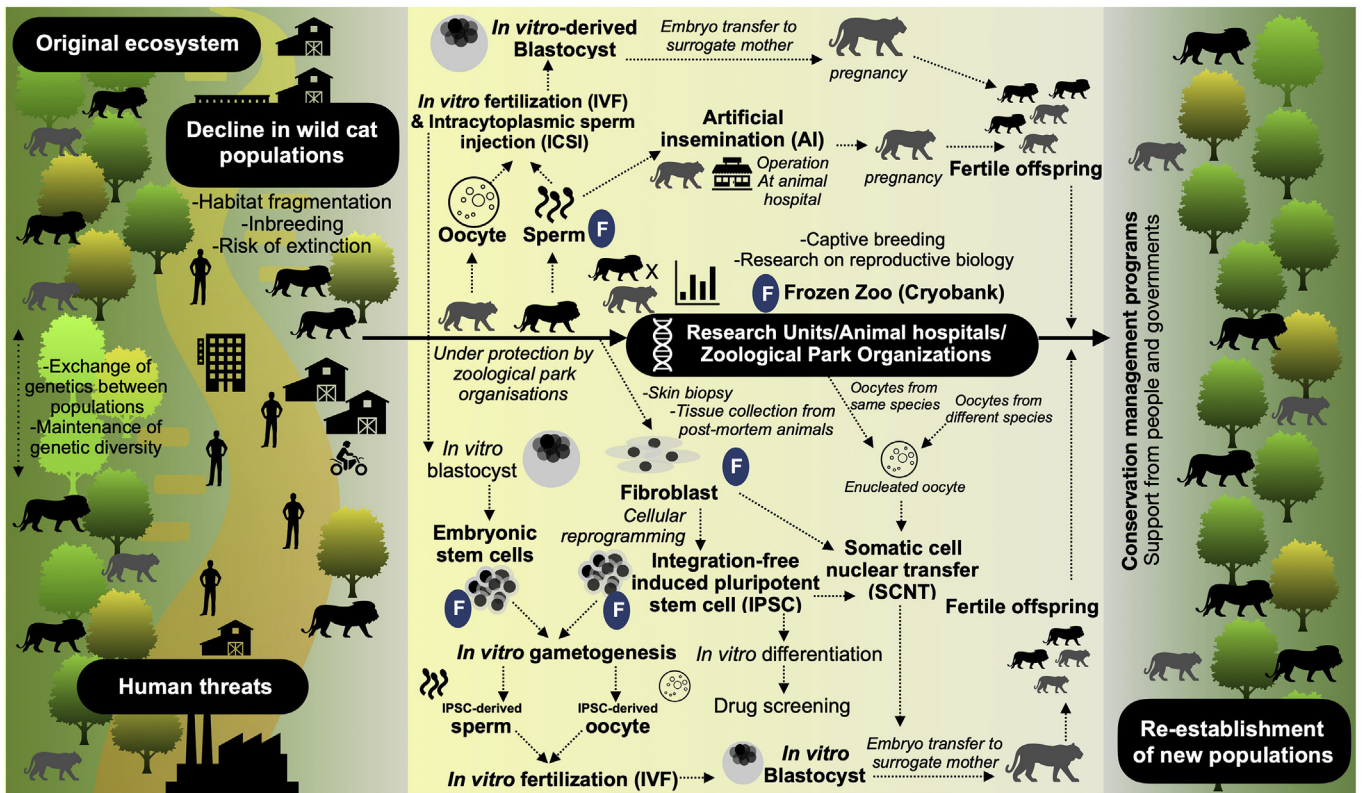 Original ecosystem
Decline in wild cat
populations
-Habitat fragmentation
-Inbreeding
-Risk of extinction
-Exchange of
genetics between
populations
-Maintenance of
genetic diversity
Human threats
In vitro-derived
Blastocyst
Embryo transfer to
surrogate mother
pregnancy
In vitro fertilization (IVF)
& Intracytoplasmic sperm
injection (ICSI)
Artificial
insemination (AI)
Operation
At animal
hospital
pregnancy
Fertile offspring
Oocyte
Sperm
F
-Captive breeding
-Research on reproductive biology
X
F
Frozen Zoo (Cryobank)
Research Units/Animal hospitals/
Zoological Park Organizations
Under protection by
zoological park
organisations
-Skin biopsy
-Tissue collection from
post-mortem animals
Oocytes from
same species
Oocytes from
different species
In vitro
blastocyst
F
Fibroblast
Enucleated oocyte
Cellular
reprogramming
Embryonic
stem cells
F
F
Integration-free
induced pluripotent
stem cell (IPSC)
Somatic cell
nuclear transfer
(SCNT)
Fertile offspring
In vitro gametogenesis
In vitro differentiation
IPSC-derived
sperm
IPSC-derived
oocyte
Drug screening
In vitro fertilization (IVF)
In vitro
Blastocyst
Embryo transfer to
surrogate mother
Conservation management programs
Support from people and governments
Re-establishment
of new populations